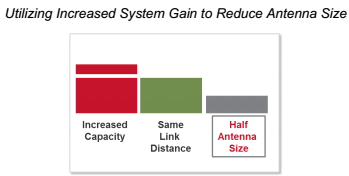 Utilizing Increased System Gain to Reduce Antenna Size
Increased
Capacity
Same
Link
Distance
Half
Antenna
Size